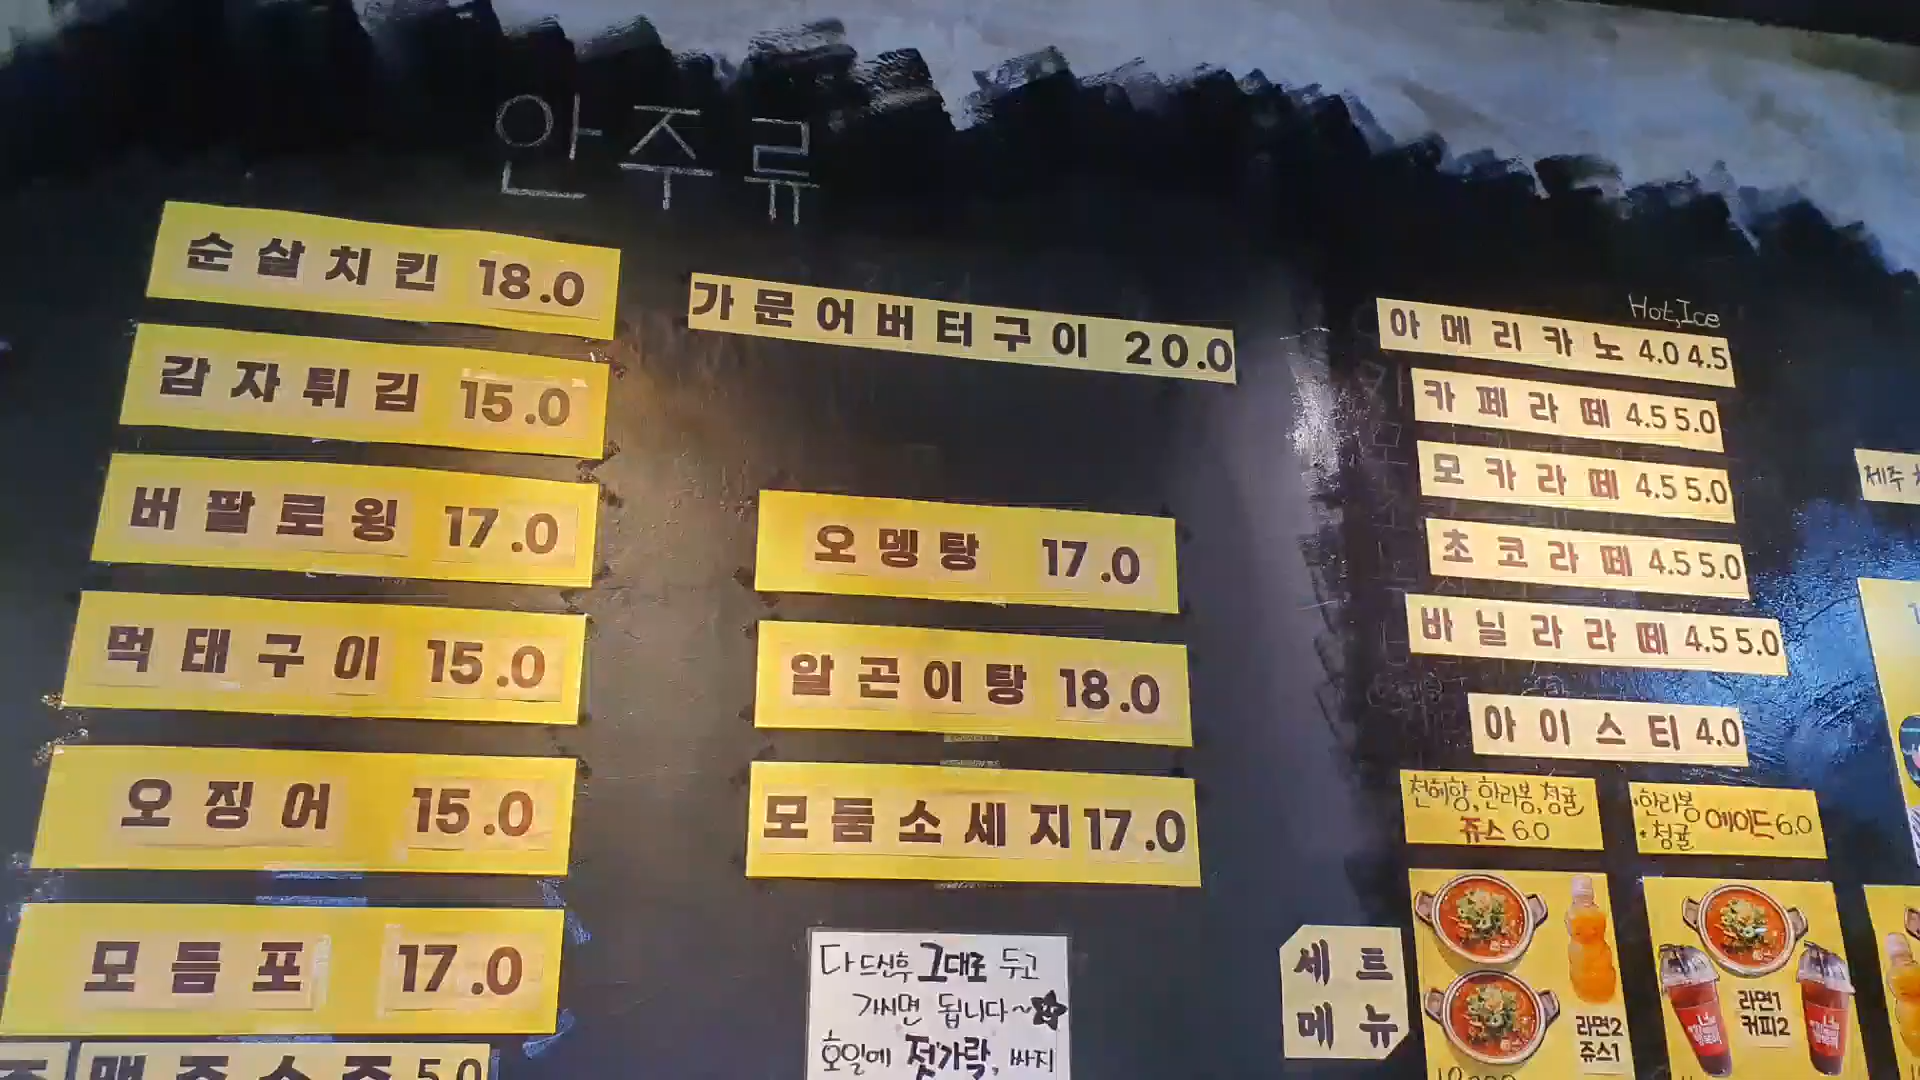 안주류
순살치킨 18.0
감자튀김 15.0
버팔로윙 17.0
먹태구이 15.0
오징어 15.0
모듬포 17.0
맥주소주 5.0
가문어버터구이 20.0
오뎅탕 17.0
알곤이탕 18.0
모둠소세지 17.0
다 드신후 그대로 두고
가시면 됩니다~
호일에 젓가락, 싸지
Hot, Ice
아메리카노 4.0 4.5
카페라떼 4.5 5.0
모카라떼 4.5 5.0
초코라떼 4.5 5.0
바닐라라떼 4.5 5.0
아이스티 4.0
천혜향, 한라봉, 청귤
쥬스 6.0
·한라봉
·청귤 에이드 6.0
세트
메뉴
라면2
쥬스1
라면1
커피2
제주